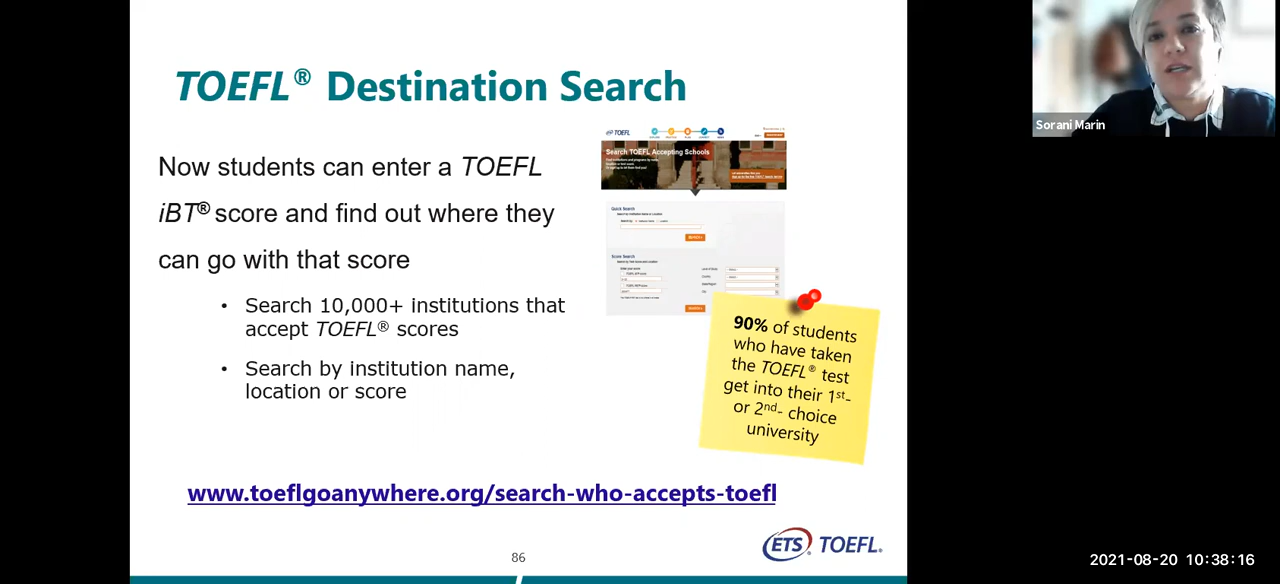 TOEFL® Destination Search
Now students can enter a TOEFL
iBT® score and find out where they
can go with that score
• Search 10,000+ institutions that
accept TOEFL® scores
• Search by institution name,
location or score
TOEFL
Search TOEFL Accepting Schools
Quick Search
SEARCH
Score Search
SEARCH
90% of students
who have taken
the TOEFL® test
get into their 1st-
or 2nd- choice
university
www.toeflgoanywhere.org/search-who-accepts-toefl
86
ETS® TOEFL®
Sorani Marin
2021-08-20 10:38:16